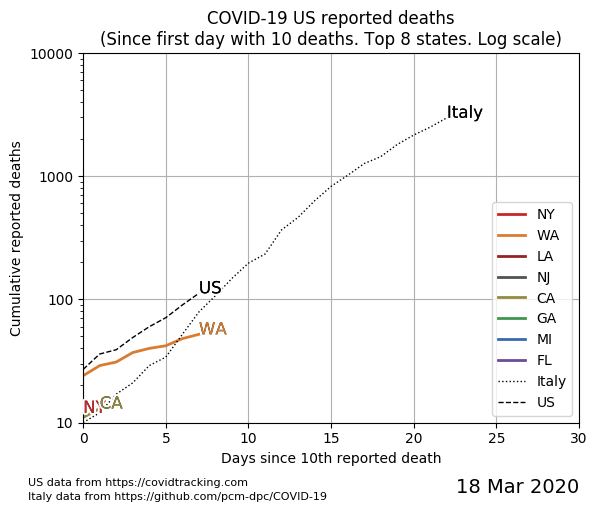 COVID-19 US reported deaths
(Since first day with 10 deaths. Top 8 states. Log scale)
10000
1000
100
10
Cumulative reported deaths
Italy
US
WA
NY
CA
NY
WA
LA
NJ
CA
GA
MI
FL
Italy
US
0 5 10 15 20 25 30
Days since 10th reported death
US data from https://covidtracking.com
Italy data from https://github.com/pcm-dpc/COVID-19
18 Mar 2020